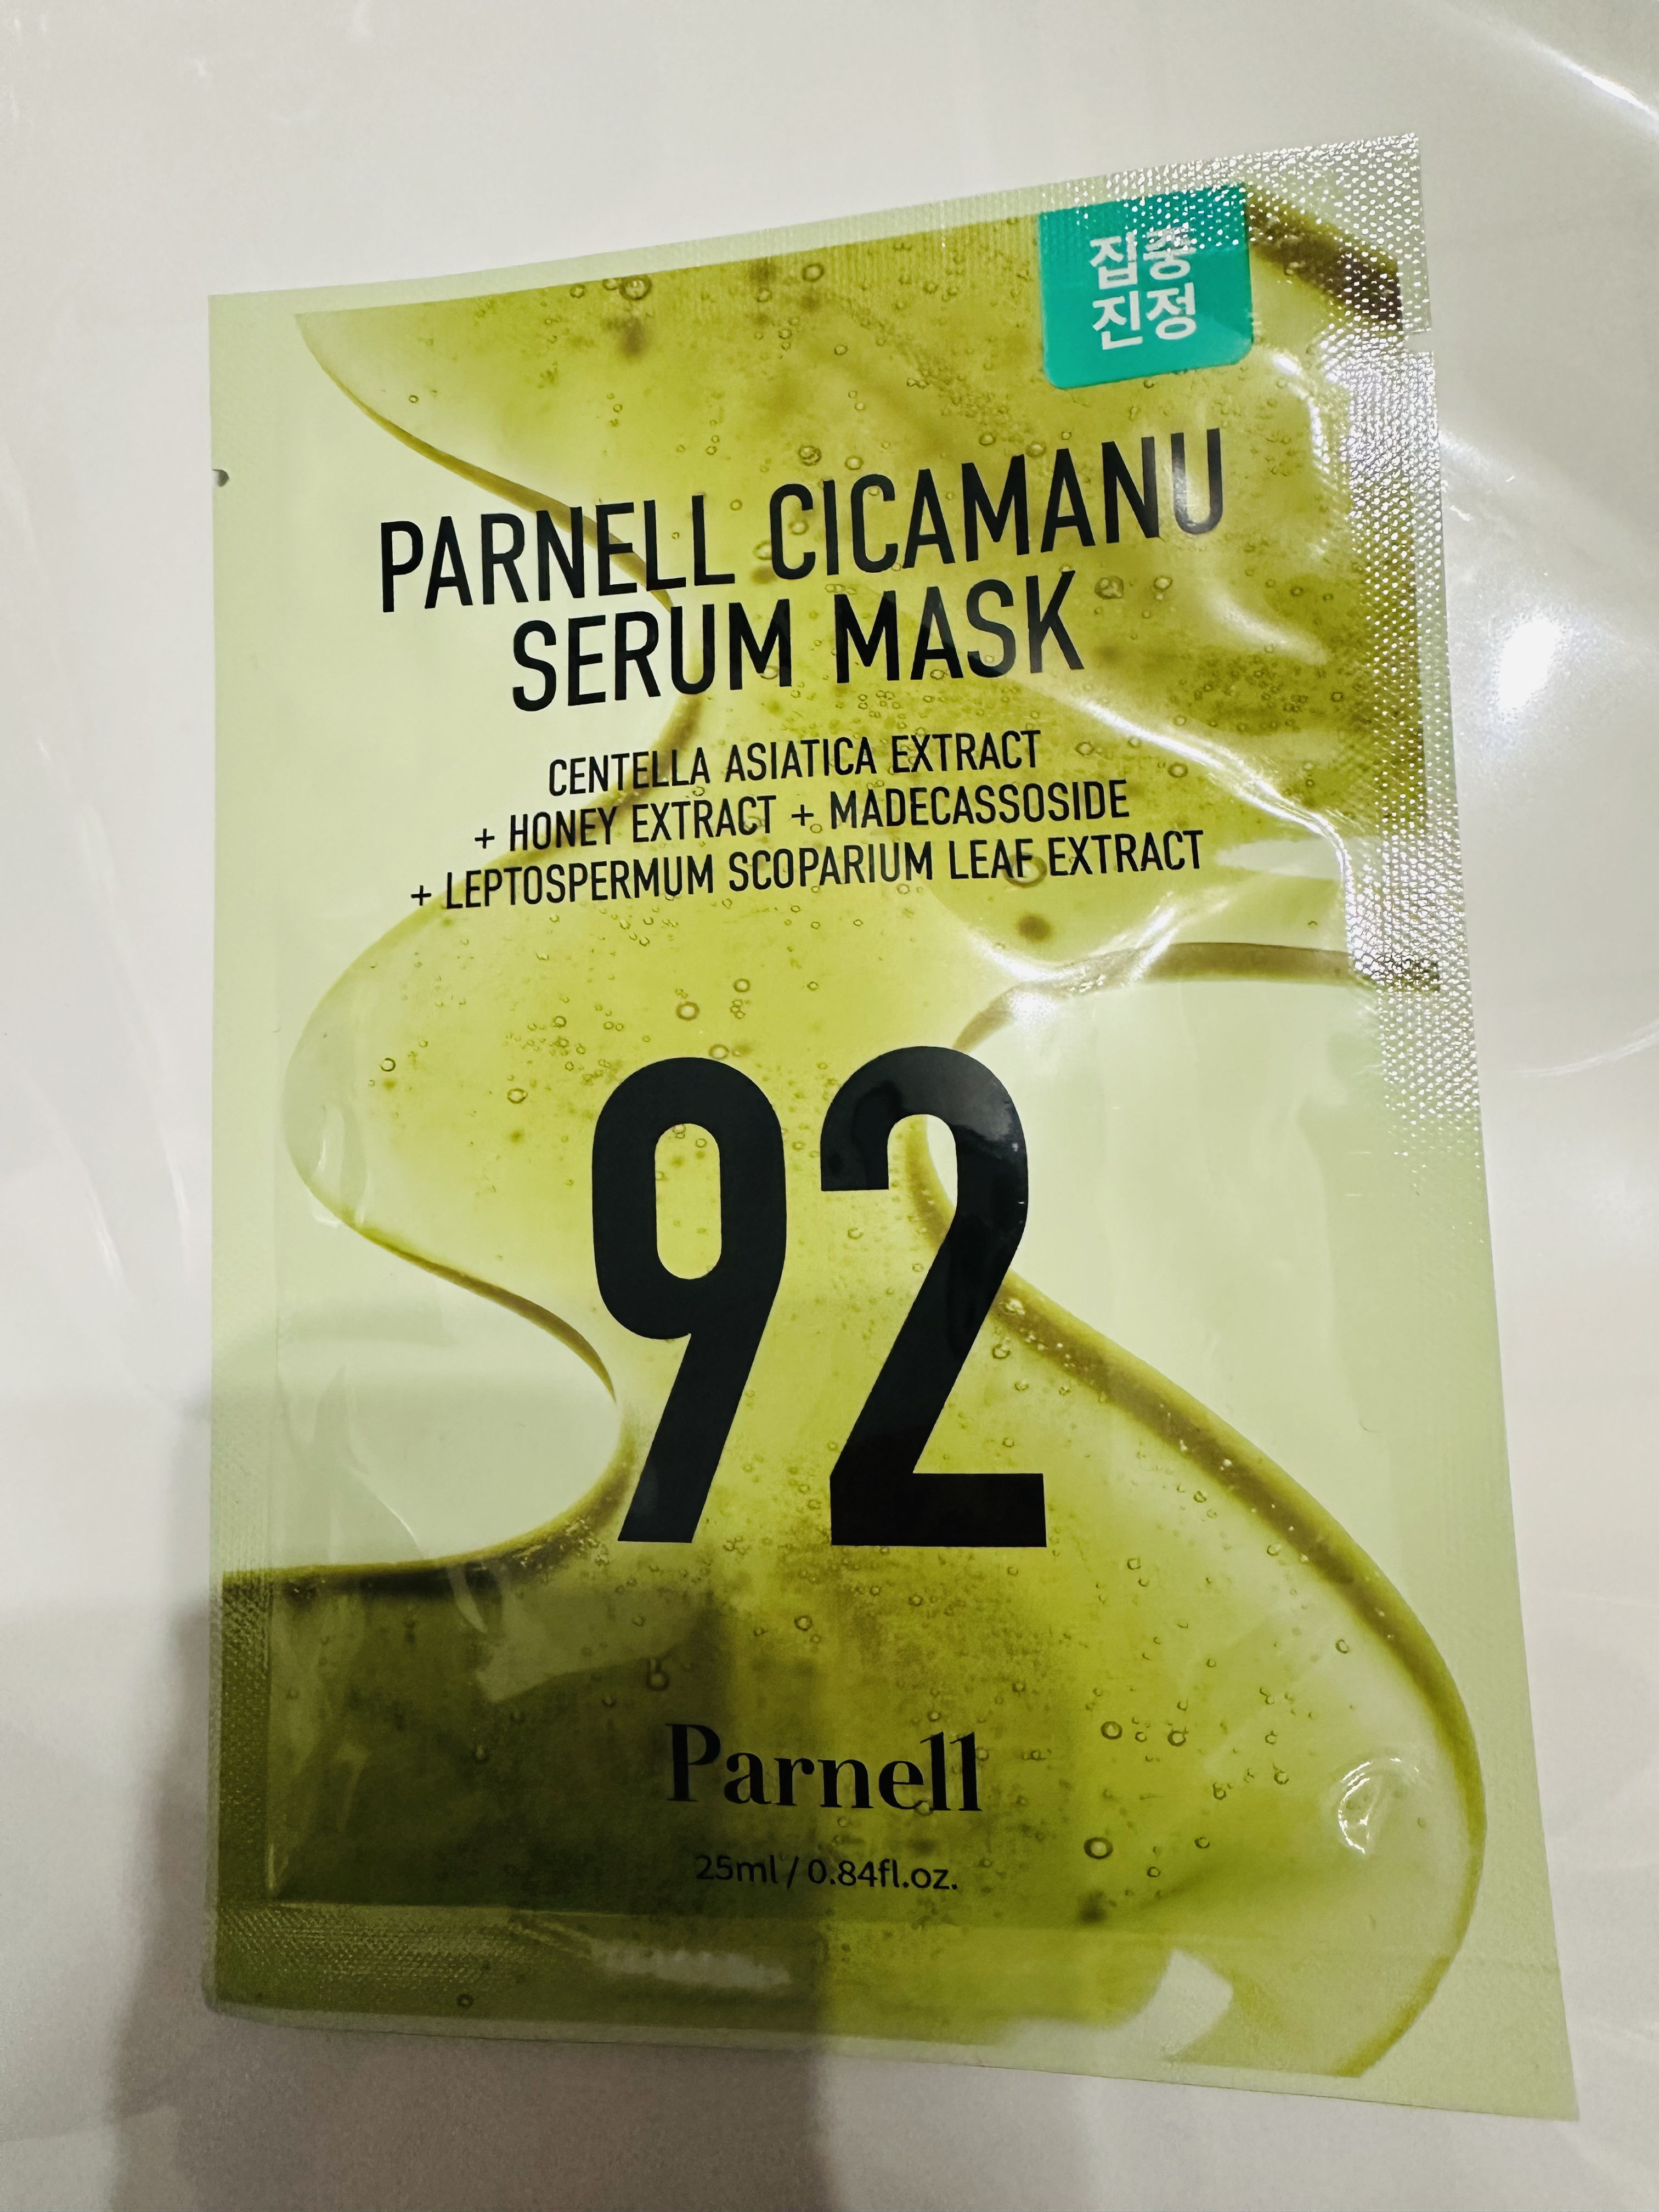 집중
진정
PARNELL CICAMANU
SERUM MASK
CENTELLA ASIATICA EXTRACT
+ HONEY EXTRACT + MADECASSOSIDE
+ LEPTOSPERMUM SCOPARIUM LEAF EXTRACT
92
Parnell
25ml / 0.84fl.oz.